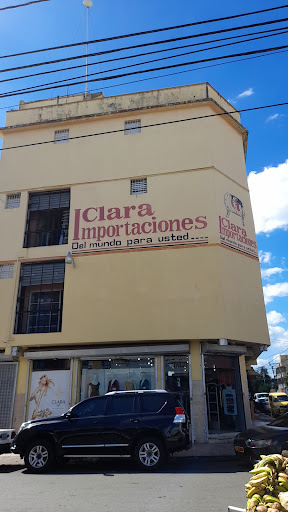 Clara
Importaciones
Del mundo para usted....
Clara
Importaciones
CLARA